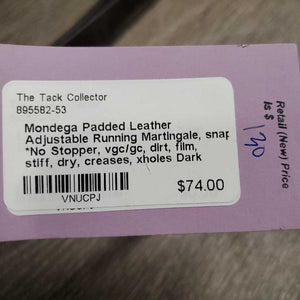 The Tack Collector
895582-53
Mondega Padded Leather
Adjustable Running Martingale, snap
*No Stopper, vgc/gc, dirt, film,
stiff, dry, creases, xholes Dark
$74.00
VNUCPJ
Retail (New) Price
Is $
130